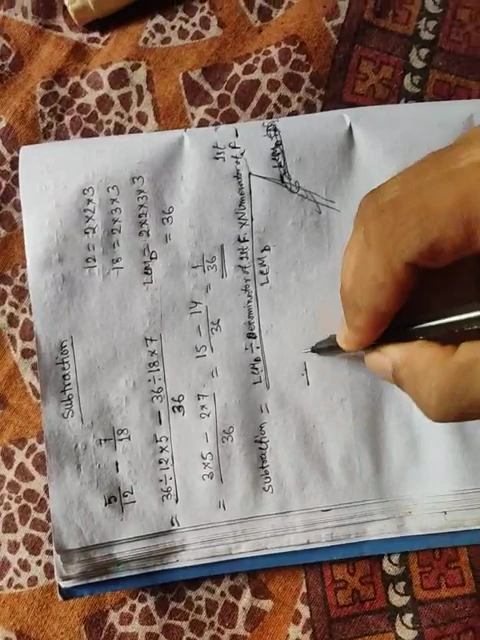 Subtraction
5/12 - 7/18
12 = 2×2×3
18 = 2×3×3
LCM_D = 2×2×3×3
= 36
= 36÷12×5 - 36÷18×7 / 36
= 3×5 - 2×7 / 36 = 15 - 14 / 36 = 1/36
Subtraction = LCM_D ÷ Denominator of 1st F. × Numerator of 1st F - / LCM_D